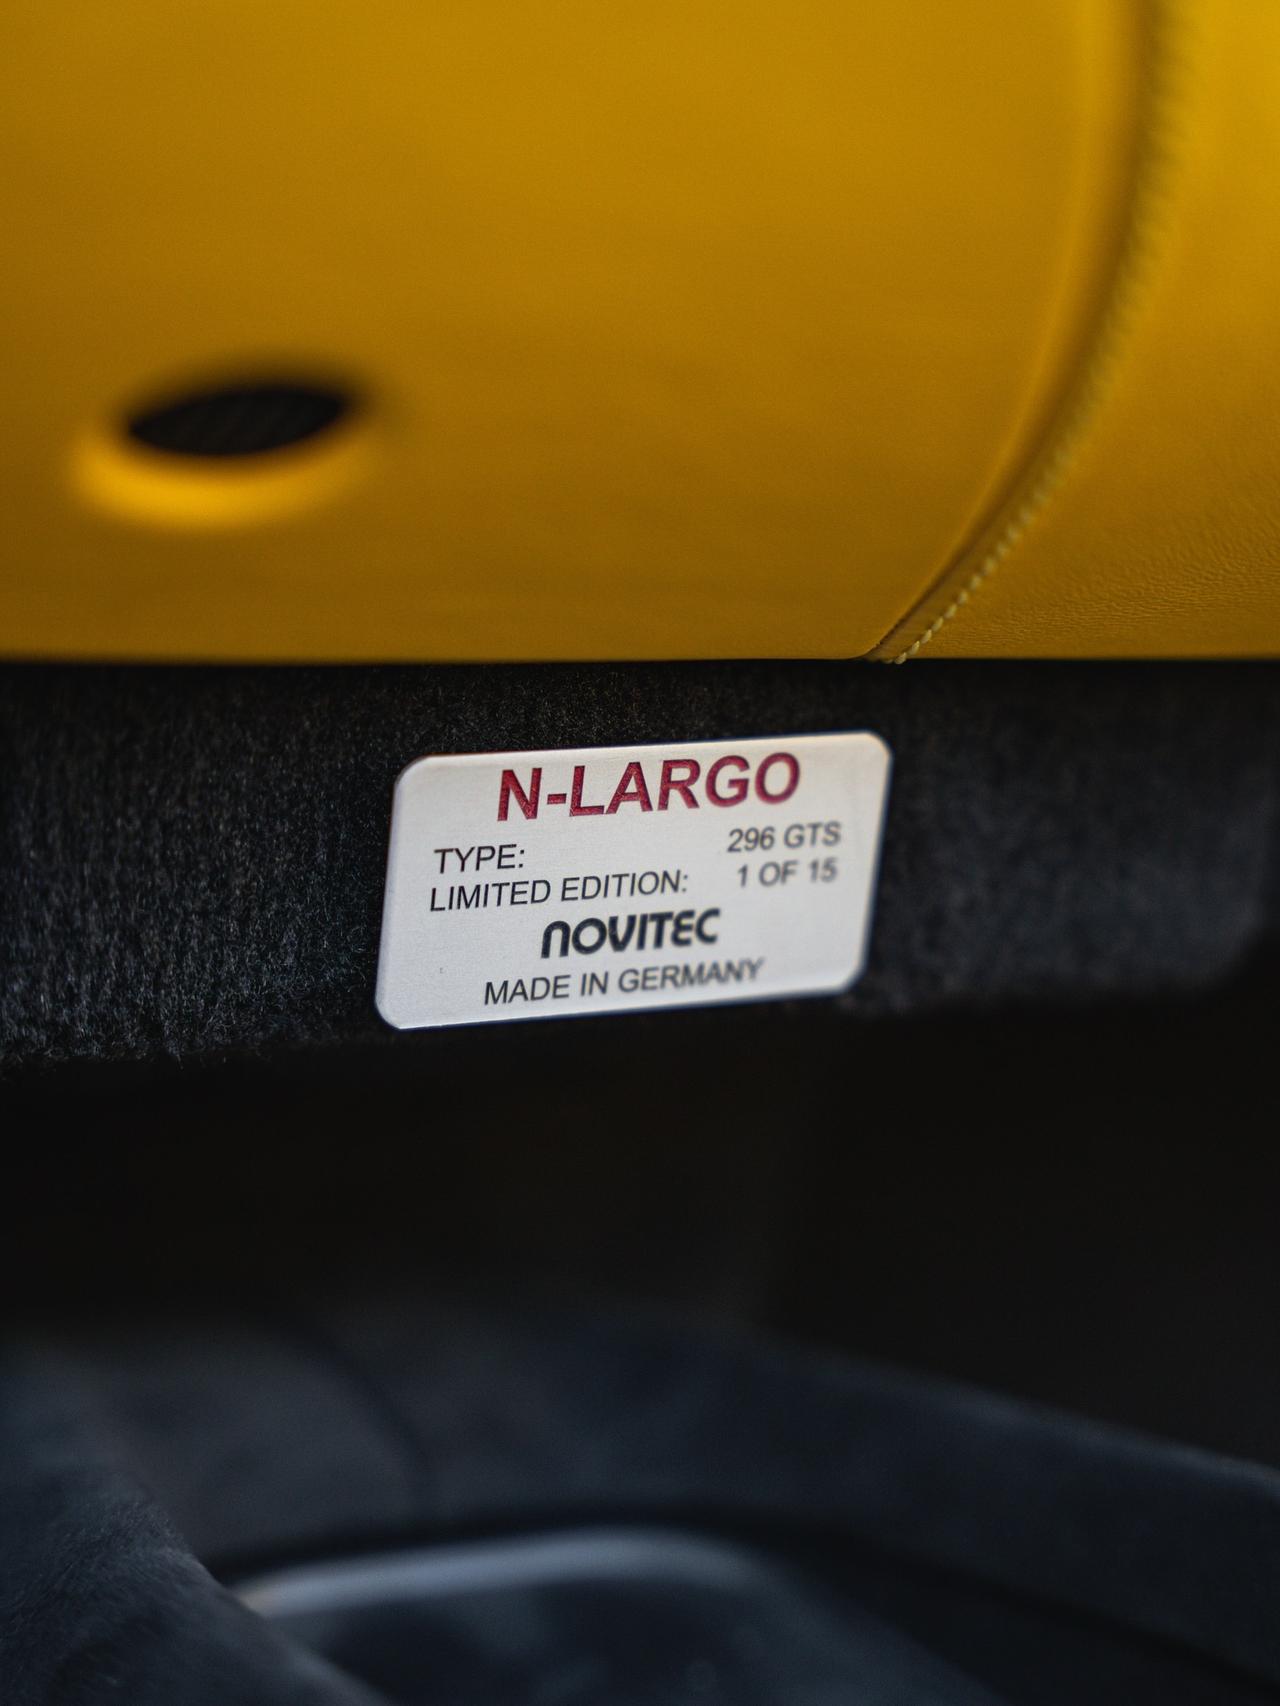 N-LARGO
TYPE: 296 GTS
LIMITED EDITION: 1 OF 15
NOVITEC
MADE IN GERMANY